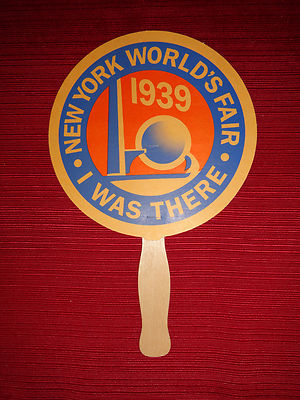 NEW YORK WORLD'S FAIR
1939
• I WAS THERE •